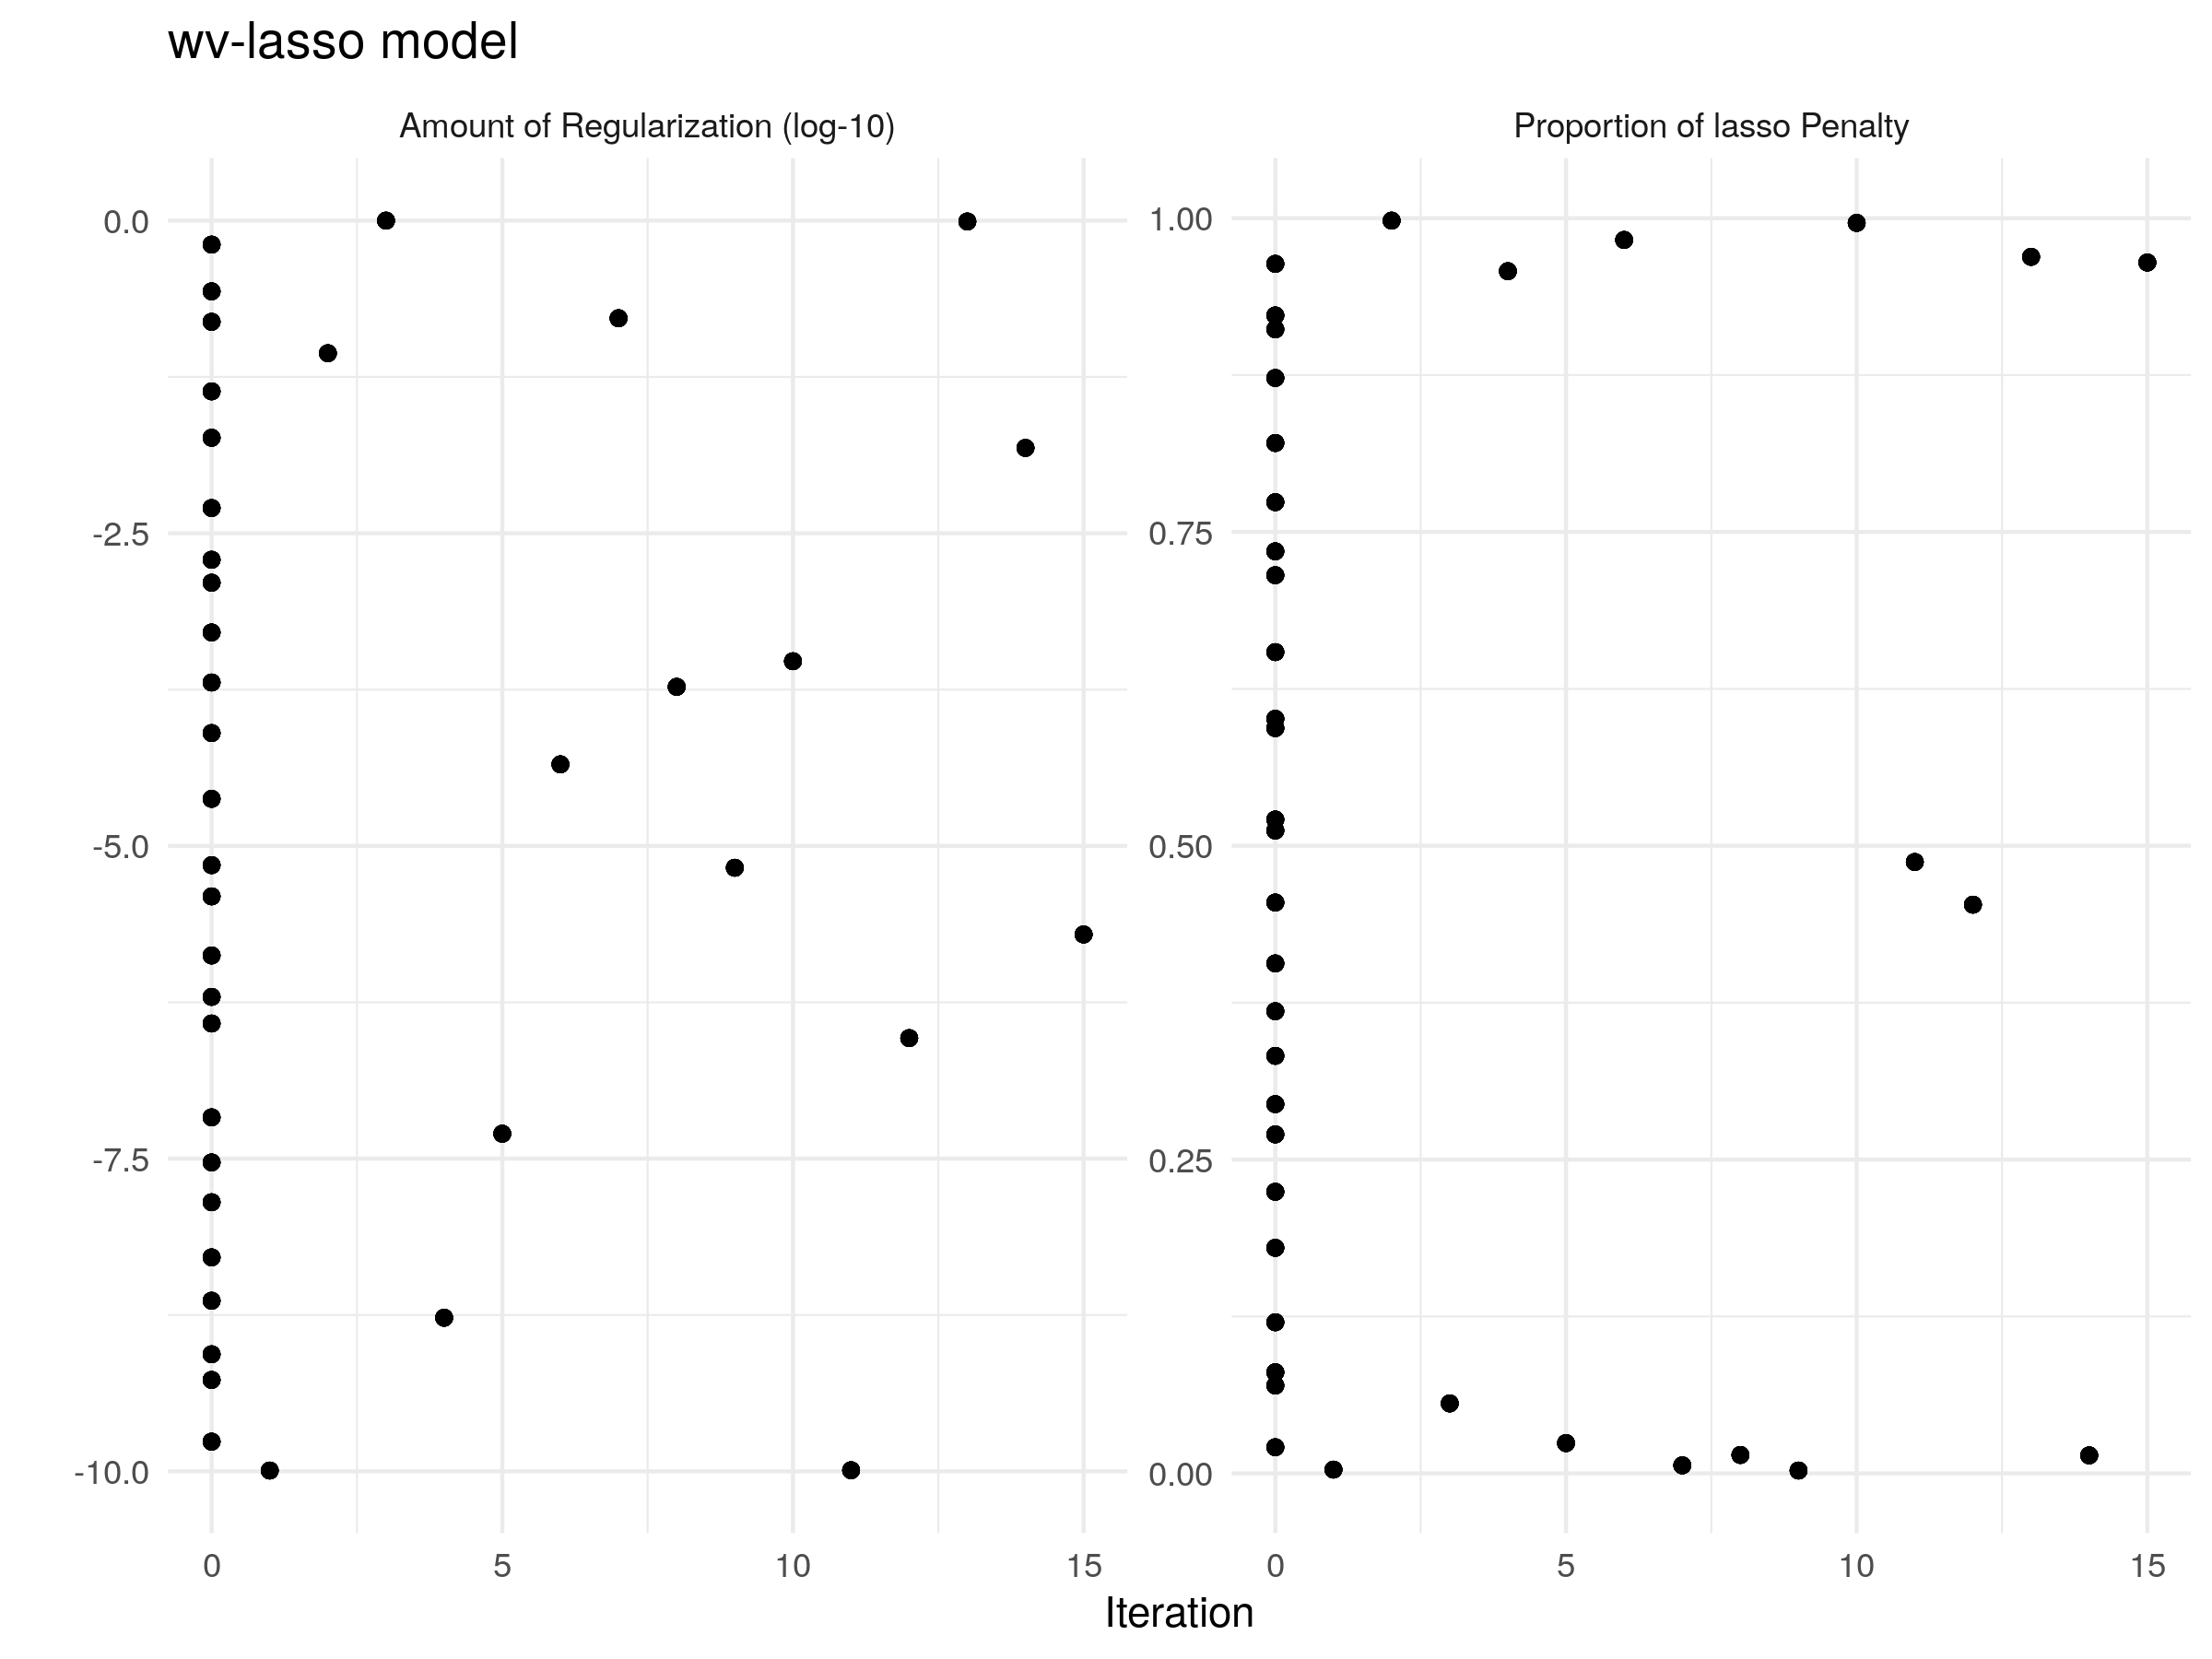 wv-lasso model
Amount of Regularization (log-10)
Proportion of lasso Penalty
0.0
-2.5
-5.0
-7.5
-10.0
1.00
0.75
0.50
0.25
0.00
0 5 10 15
0 5 10 15
Iteration